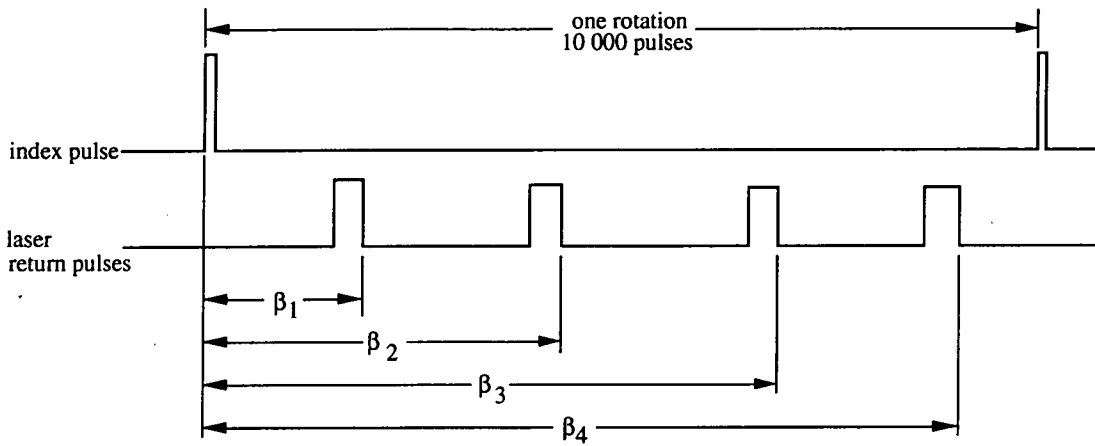 one rotation
10 000 pulses
index pulse
laser
return pulses
β1
β2
β3
β4